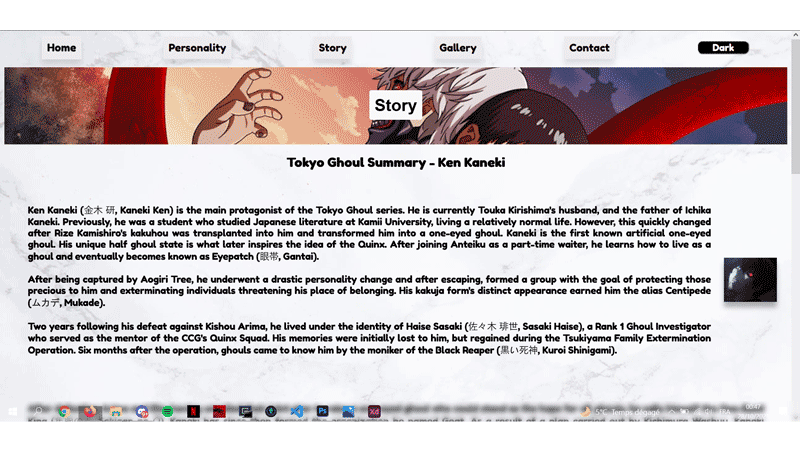 Home Personality Story Gallery Contact Dark
Story
Tokyo Ghoul Summary - Ken Kaneki
Ken Kaneki (金木 研, Kaneki Ken) is the main protagonist of the Tokyo Ghoul series. He is currently Touka Kirishima's husband, and the father of Ichika
Kaneki. Previously, he was a student who studied Japanese literature at Kamii University, living a relatively normal life. However, this quickly changed
after Rize Kamishiro's kakuhou was transplanted into him and transformed him into a one-eyed ghoul. Kaneki is the first known artificial one-eyed
ghoul. His unique half ghoul state is what later inspires the idea of the Quinx. After joining Anteiku as a part-time waiter, he learns how to live as a
ghoul and eventually becomes known as Eyepatch (眼帯, Gantai).
After being captured by Aogiri Tree, he underwent a drastic personality change and after escaping, formed a group with the goal of protecting those
precious to him and exterminating individuals threatening his place of belonging. His kakuja form's distinct appearance earned him the alias Centipede
(ムカデ, Mukade).
Two years following his defeat against Kishou Arima, he lived under the identity of Haise Sasaki (佐々木 琲世, Sasaki Haise), a Rank 1 Ghoul Investigator
who served as the mentor of the CCG's Quinx Squad. His memories were initially lost to him, but regained during the Tsukiyama Family Extermination
Operation. Six months after the operation, ghouls came to know him by the moniker of the Black Reaper (黒い死神, Kuroi Shinigami).
5°C Temps dégagé FRA 00:47